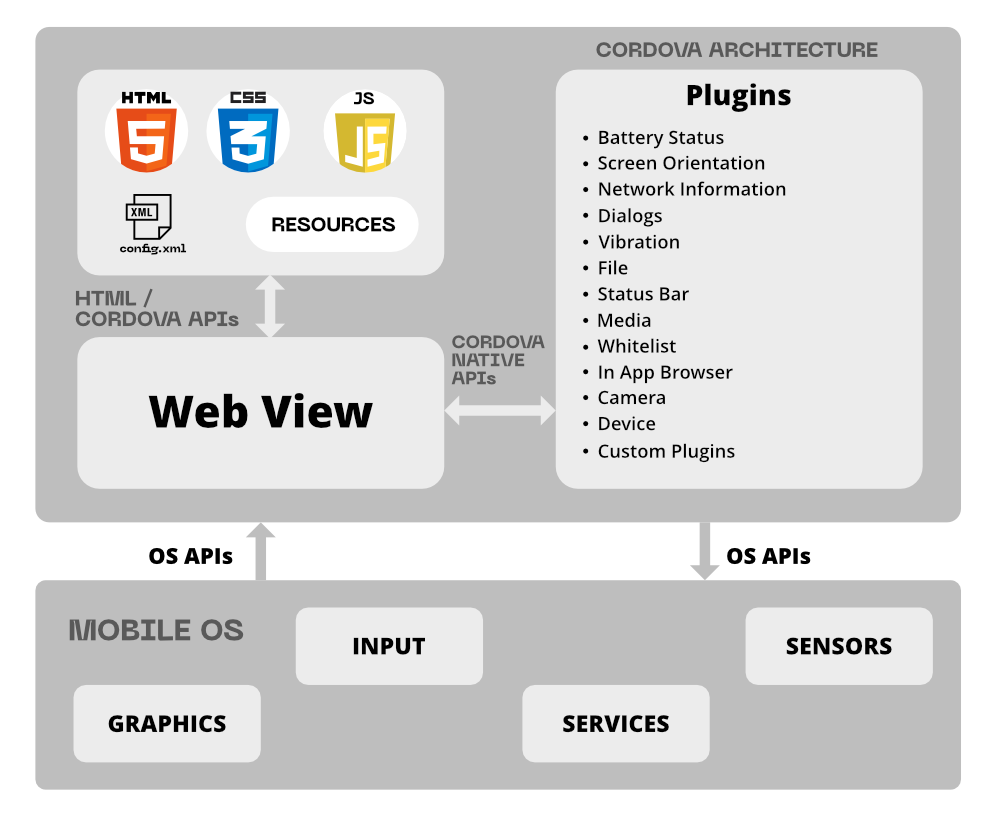 CORDOVA ARCHITECTURE
HTML
5
CSS
3
JS
JS
XML
config.xml
RESOURCES
HTML /
CORDOVA APIs
Web View
CORDOVA
NATIVE
APIs
Plugins
• Battery Status
• Screen Orientation
• Network Information
• Dialogs
• Vibration
• File
• Status Bar
• Media
• Whitelist
• In App Browser
• Camera
• Device
• Custom Plugins
OS APIs
OS APIs
MOBILE OS
INPUT
SENSORS
GRAPHICS
SERVICES